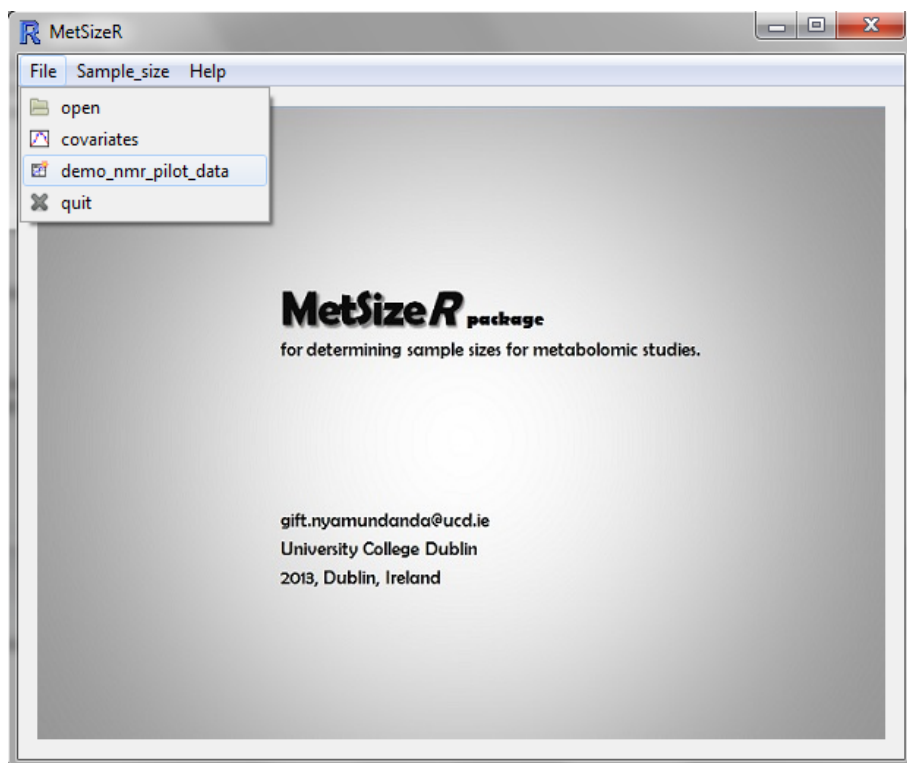 MetSizeR
File Sample_size Help
open
covariates
demo_nmr_pilot_data
quit
MetSizeR package
for determining sample sizes for metabolomic studies.
gift.nyamundanda@ucd.ie
University College Dublin
2013, Dublin, Ireland